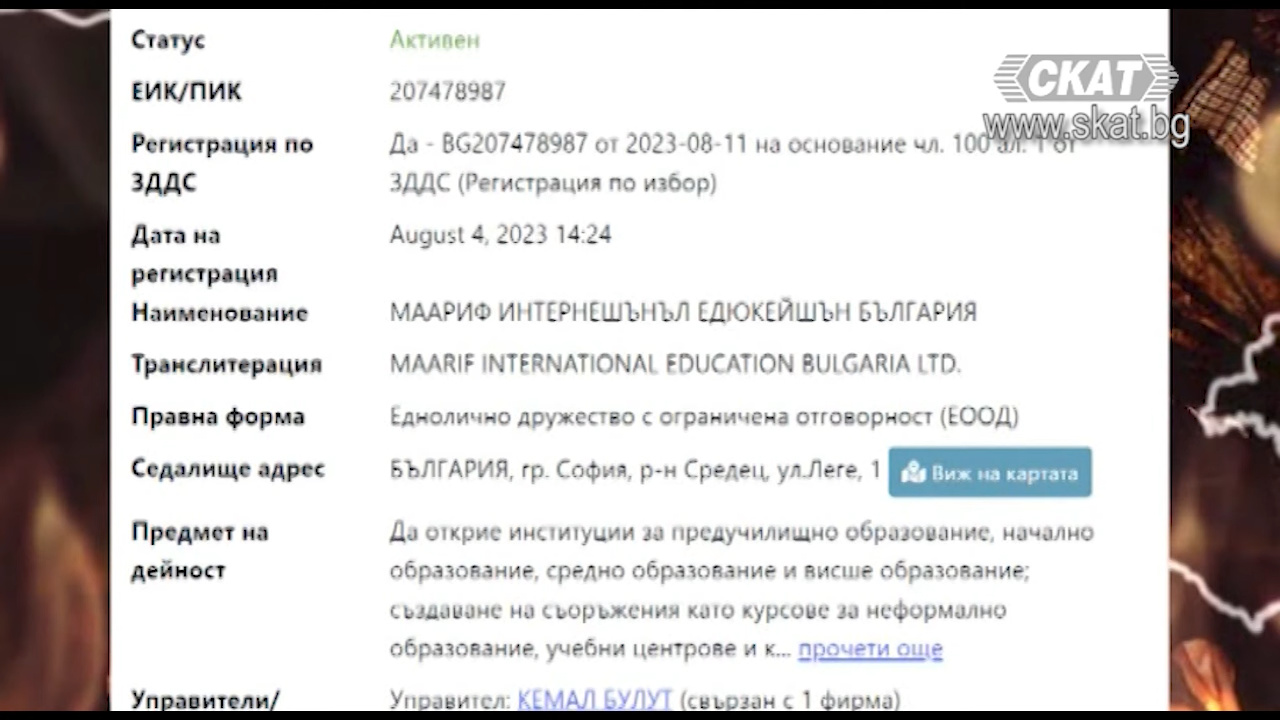 Статус Активен
СКАТ
www.skat.bg
ЕИК/ПИК 207478987
Регистрация по Да - BG207478987 от 2023-08-11 на основание чл. 100 ал. 1 от
ЗДДС ЗДДС (Регистрация по избор)
Дата на August 4, 2023 14:24
регистрация
Наименование МААРИФ ИНТЕРНЕШЪНЪЛ ЕДЮКЕЙШЪН БЪЛГАРИЯ
Транслитерация MAARIF INTERNATIONAL EDUCATION BULGARIA LTD.
Правна форма Еднолично дружество с ограничена отговорност (ЕООД)
Седалище адрес БЪЛГАРИЯ, гр. София, р-н Средец, ул.Леге, 1 Виж на картата
Предмет на Да открие институции за предучилищно образование, начално
дейност образование, средно образование и висше образование;
създаване на съоръжения като курсове за неформално
образование, учебни центрове и к... прочети още
Управители/ Управител: КЕМАЛ БУЛУТ (свързан с 1 фирма)